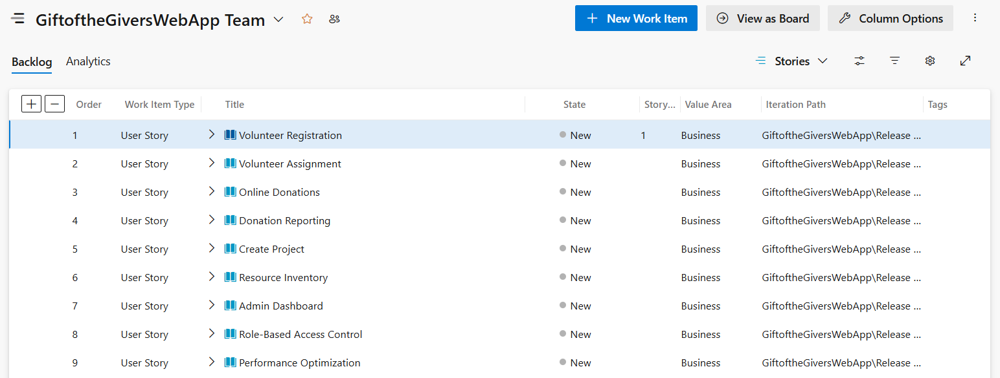 GiftoftheGiversWebApp Team
New Work Item View as Board Column Options
Backlog Analytics
Stories
Order Work Item Type Title State Story... Value Area Iteration Path Tags
1 User Story Volunteer Registration New 1 Business GiftoftheGiversWebApp\Release ...
2 User Story Volunteer Assignment New Business GiftoftheGiversWebApp\Release ...
3 User Story Online Donations New Business GiftoftheGiversWebApp\Release ...
4 User Story Donation Reporting New Business GiftoftheGiversWebApp\Release ...
5 User Story Create Project New Business GiftoftheGiversWebApp\Release ...
6 User Story Resource Inventory New Business GiftoftheGiversWebApp\Release ...
7 User Story Admin Dashboard New Business GiftoftheGiversWebApp\Release ...
8 User Story Role-Based Access Control New Business GiftoftheGiversWebApp\Release ...
9 User Story Performance Optimization New Business GiftoftheGiversWebApp\Release ...